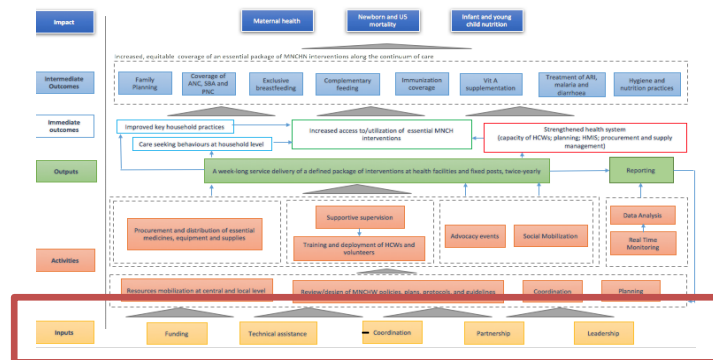 Impact
Maternal health
Newborn and U5
mortality
Infant and young
child nutrition
Increased, equitable coverage of an essential package of MNCHN interventions along the continuum of care
Intermediate
Outcomes
Family
Planning
Coverage of
ANC, SBA and
PNC
Exclusive
breastfeeding
Complementary
feeding
Immunization
coverage
Vit A
supplementation
Treatment of ARI,
malaria and
diarrhoea
Hygiene and
nutrition practices
Immediate
outcomes
Improved key household practices
Care seeking behaviours at household level
Increased access to/utilization of essential MNCH
interventions
Strengthened health system
(capacity of HCWs; planning; HMIS; procurement and supply
management)
Outputs
A week-long service delivery of a defined package of interventions at health facilities and fixed posts, twice-yearly
Reporting
Activities
Procurement and distribution of essential
medicines, equipment and supplies
Supportive supervision
Training and deployment of HCWs and
volunteers
Advocacy events
Social Mobilization
Data Analysis
Real Time
Monitoring
Resources mobilization at central and local level
Review/design of MNCHW policies, plans, protocols, and guidelines
Coordination
Planning
Inputs
Funding
Technical assistance
Coordination
Partnership
Leadership